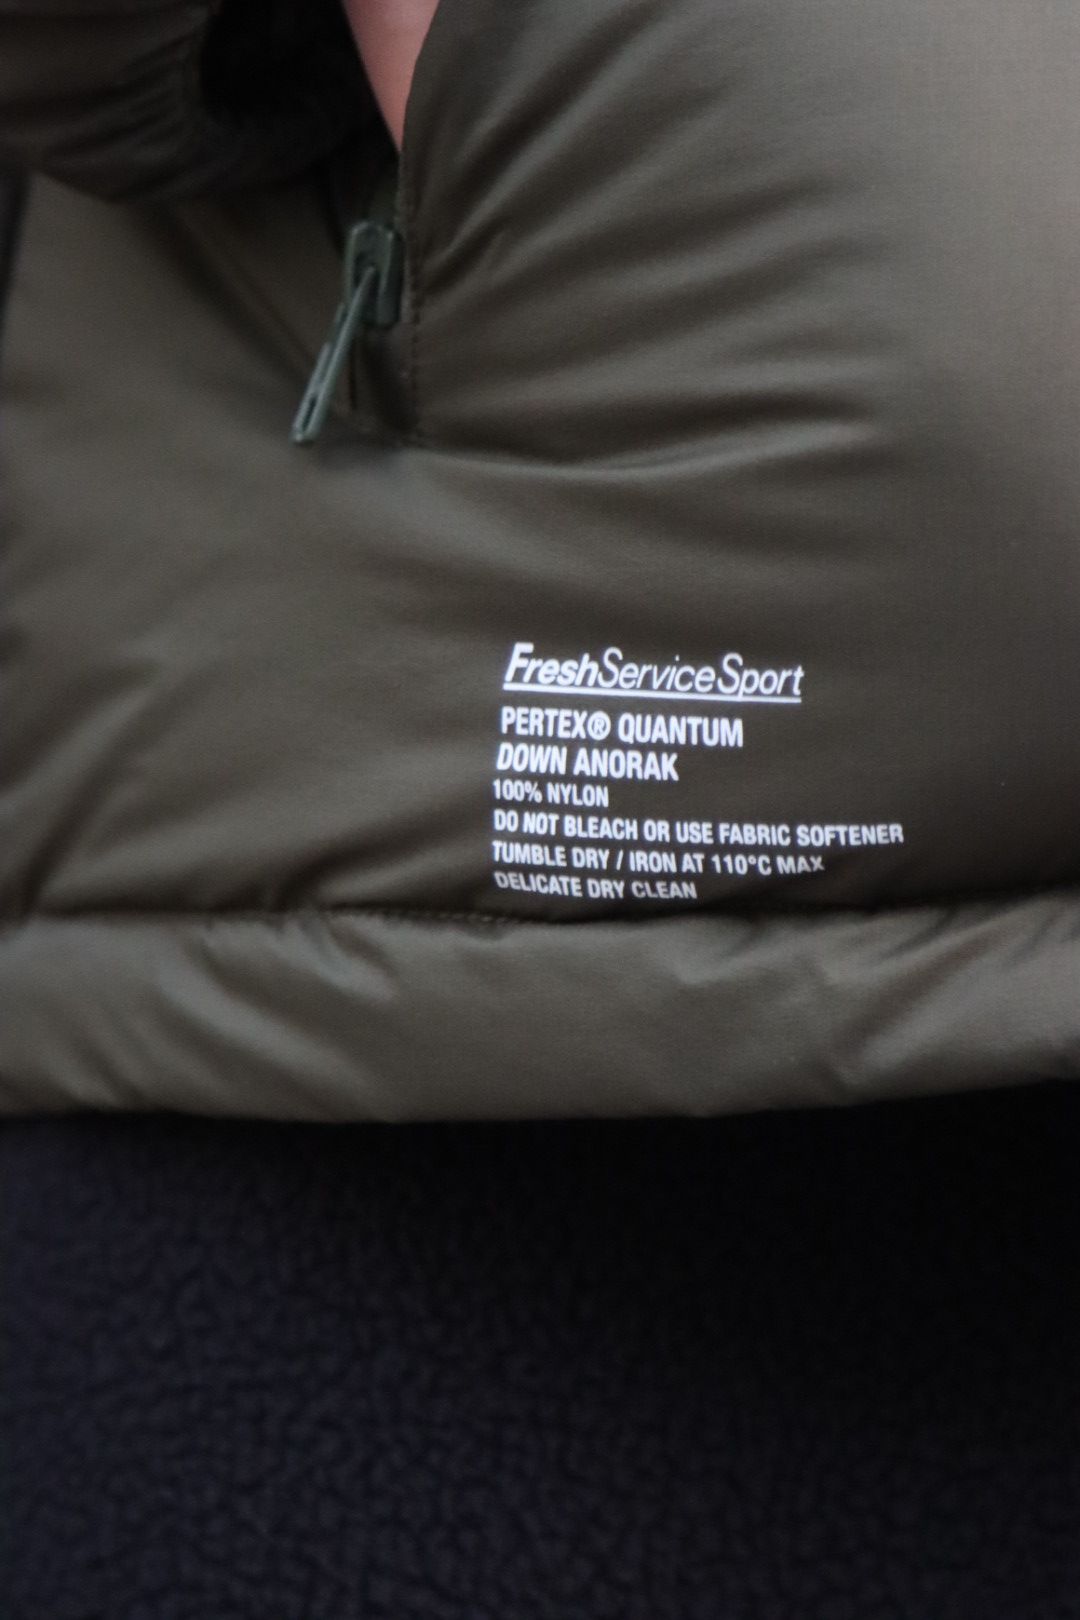 FreshServiceSport
PERTEX® QUANTUM
DOWN ANORAK
100% NYLON
DO NOT BLEACH OR USE FABRIC SOFTENER
TUMBLE DRY / IRON AT 110°C MAX
DELICATE DRY CLEAN